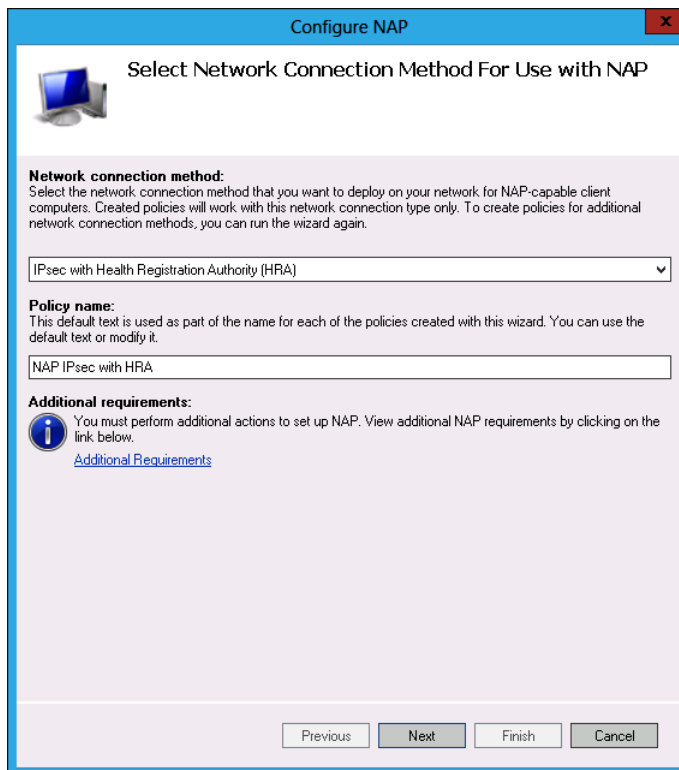 Configure NAP
x
Select Network Connection Method For Use with NAP
Network connection method:
Select the network connection method that you want to deploy on your network for NAP-capable client
computers. Created policies will work with this network connection type only. To create policies for additional
network connection methods, you can run the wizard again.
IPsec with Health Registration Authority (HRA)
Policy name:
This default text is used as part of the name for each of the policies created with this wizard. You can use the
default text or modify it.
NAP IPsec with HRA
Additional requirements:
You must perform additional actions to set up NAP. View additional NAP requirements by clicking on the
link below.
Additional Requirements
Previous
Next
Finish
Cancel